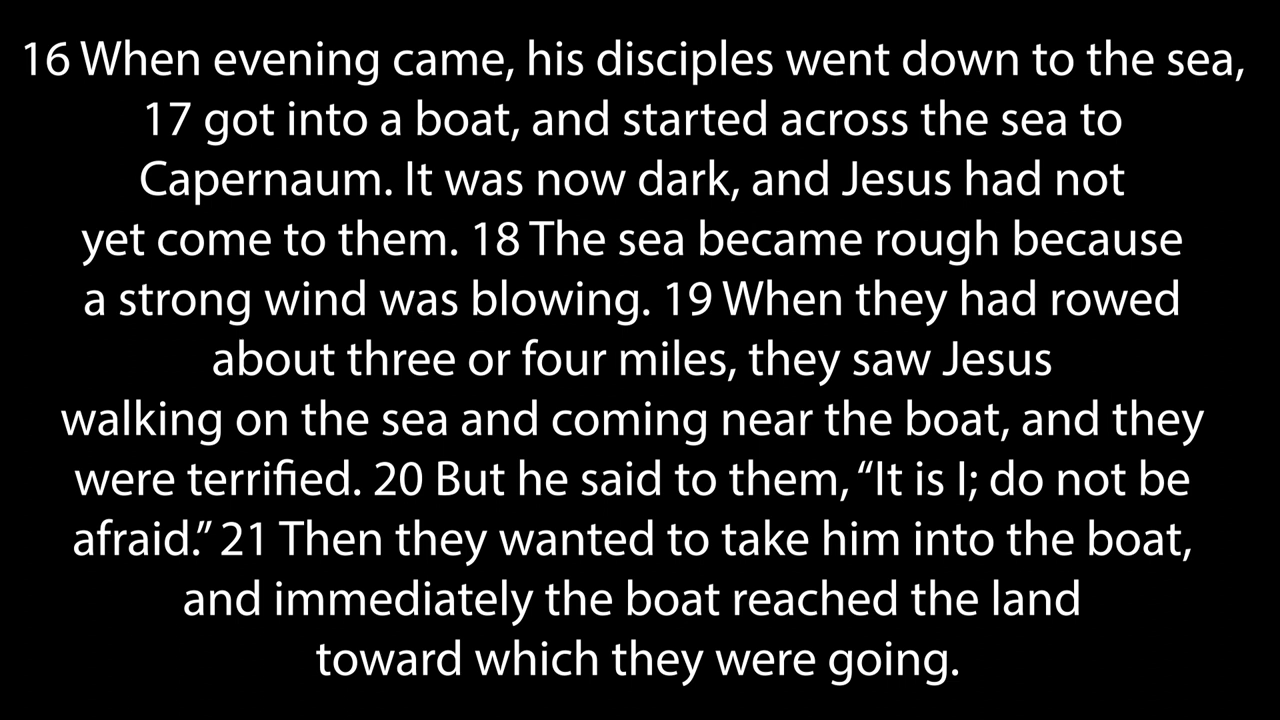 16 When evening came, his disciples went down to the sea,
17 got into a boat, and started across the sea to
Capernaum. It was now dark, and Jesus had not
yet come to them. 18 The sea became rough because
a strong wind was blowing. 19 When they had rowed
about three or four miles, they saw Jesus
walking on the sea and coming near the boat, and they
were terrified. 20 But he said to them, “It is I; do not be
afraid.” 21 Then they wanted to take him into the boat,
and immediately the boat reached the land
toward which they were going.